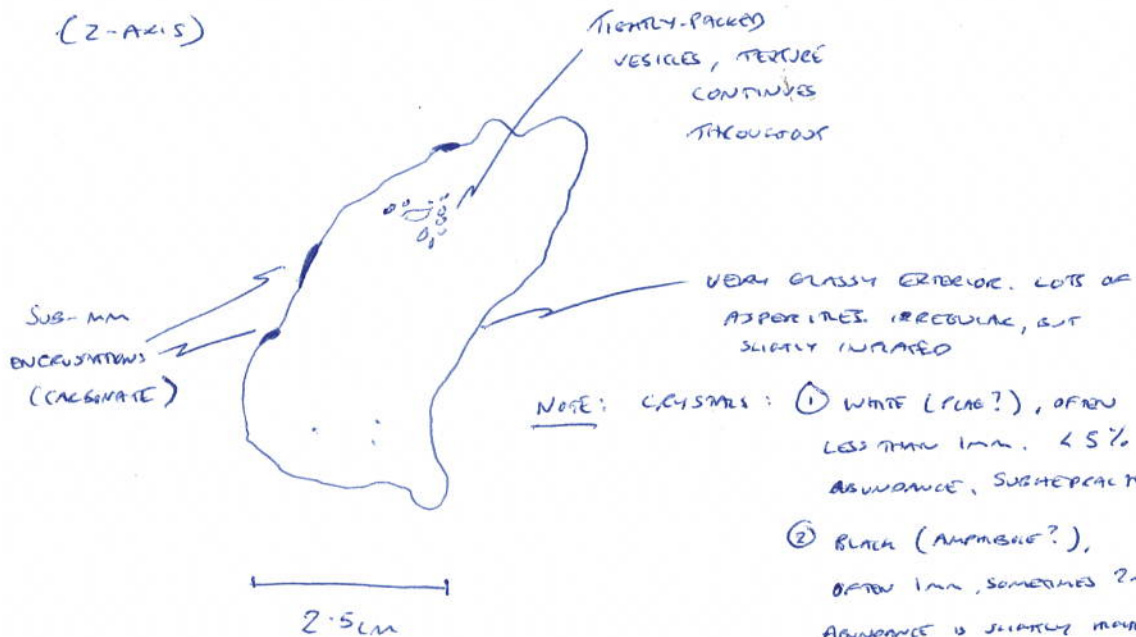 (Z-AXIS)
TIGHTLY-PACKED
VESICLES, TEXTURE
CONTINUES
THROUGHOUT
VERY GLASSY EXTERIOR. LOTS OF
ASPERITIES. IRREGULAR, BUT
SLIGHTLY INFLATED
SUB-MM
ENCRUSTATIONS
(CARBONATE)
NOTE: CRYSTALS: ① WHITE (PLAG?), OFTEN
LESS THAN 1MM. <5%
ABUNDANCE, SUBHEDRAL
② BLACK (AMPHIBOLE?),
OFTEN 1MM, SOMETIMES 2
ABUNDANCE IS SLIGHTLY
2.5cm